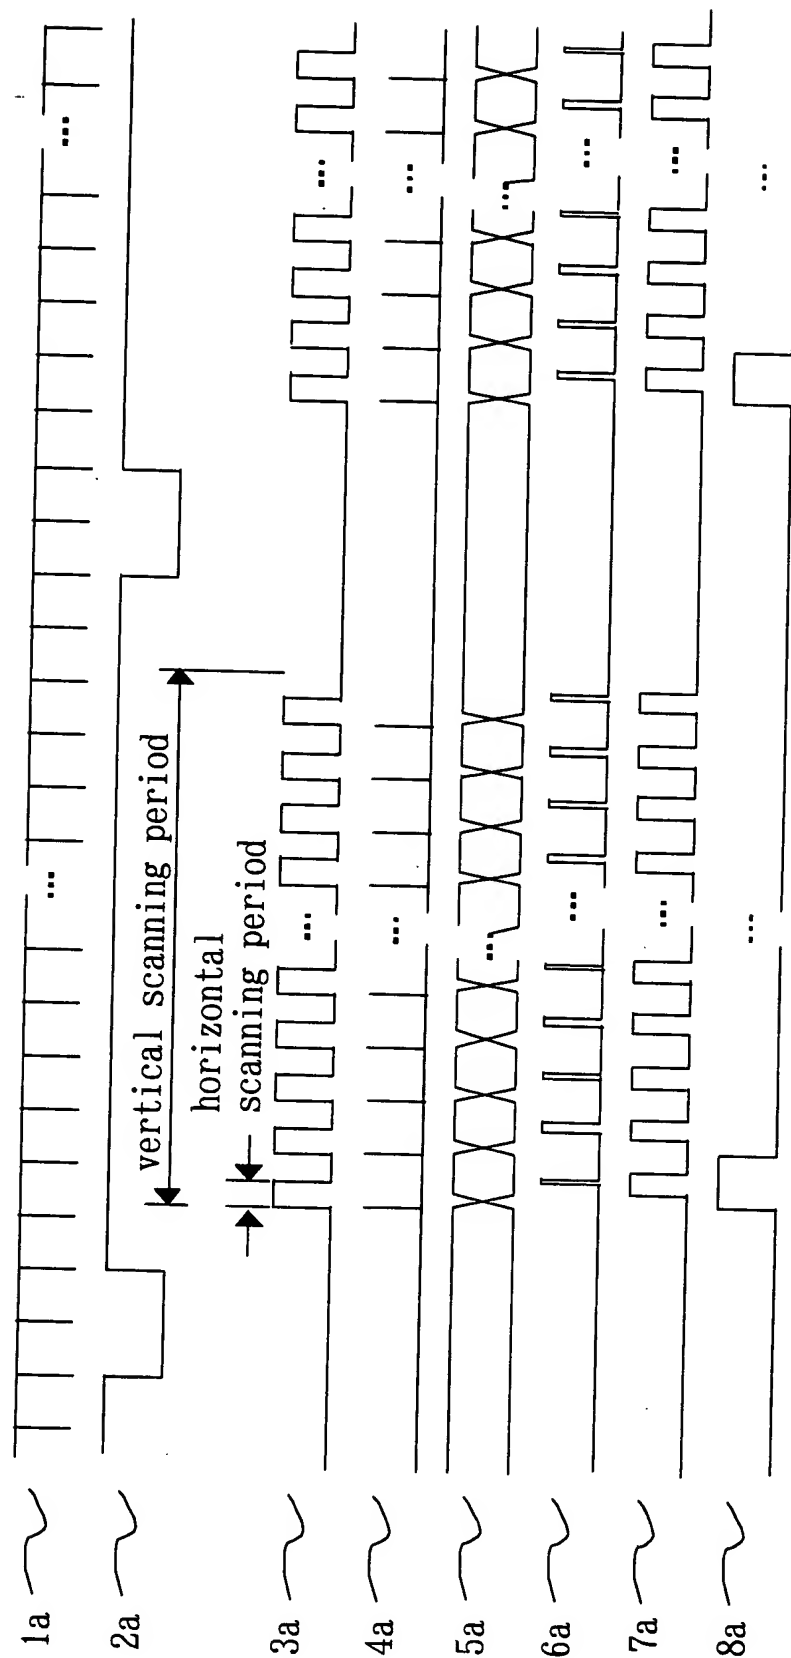 1a
2a
vertical scanning period
horizontal
scanning period
3a
4a
5a
6a
7a
8a